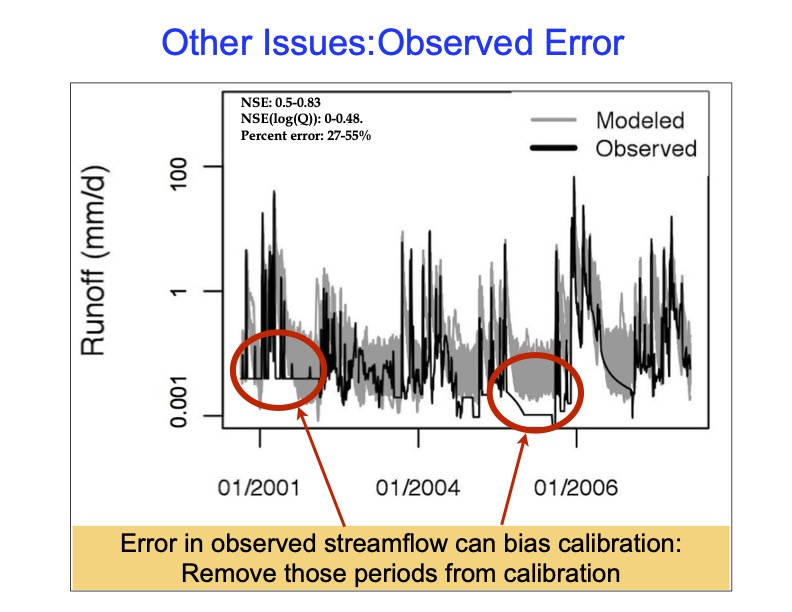 Other Issues:Observed Error
NSE: 0.5-0.83
NSE(log(Q)): 0-0.48.
Percent error: 27-55%
Modeled
Observed
Runoff (mm/d)
100
1
0.001
01/2001
01/2004
01/2006
Error in observed streamflow can bias calibration:
Remove those periods from calibration